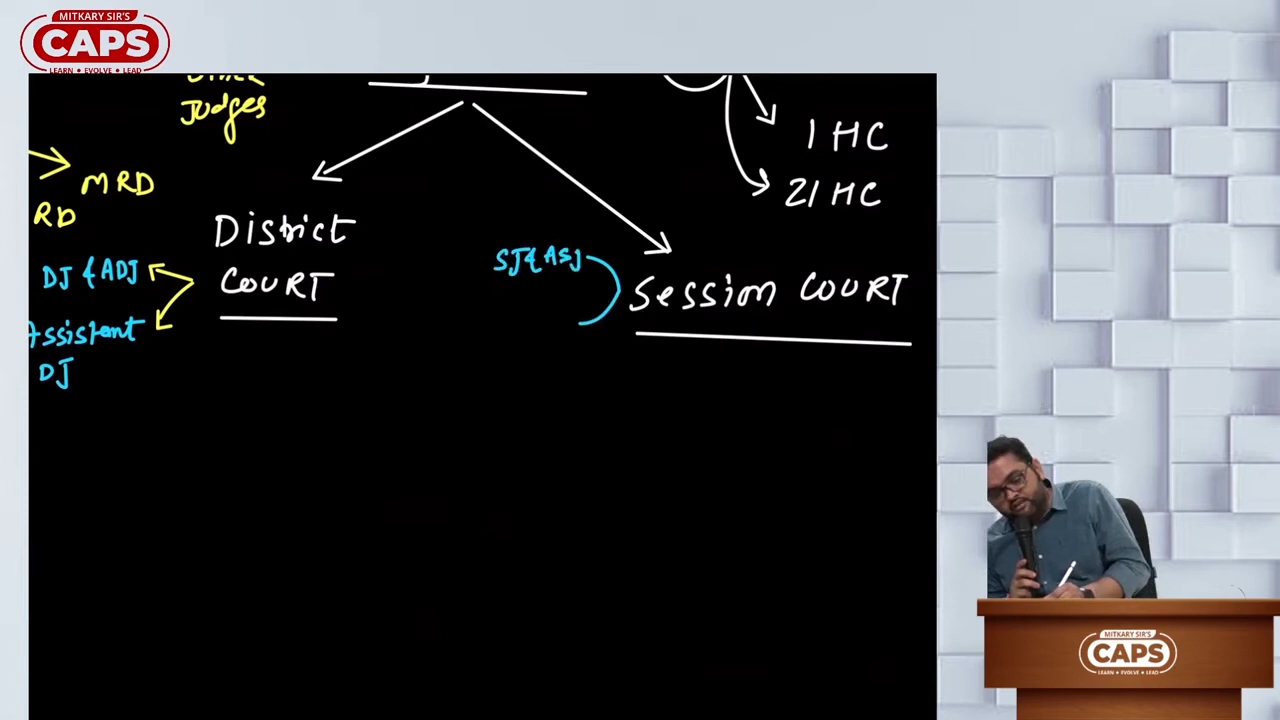 MITKARY SIR'S
CAPS
LEARN • EVOLVE • LEAD
Judges
MRD
RD
1 HC
21 HC
District
COURT
DJ & ADJ
Assistant
DJ
SJ & ASJ
Session COURT
MITKARY SIR'S
CAPS
LEARN • EVOLVE • LEAD